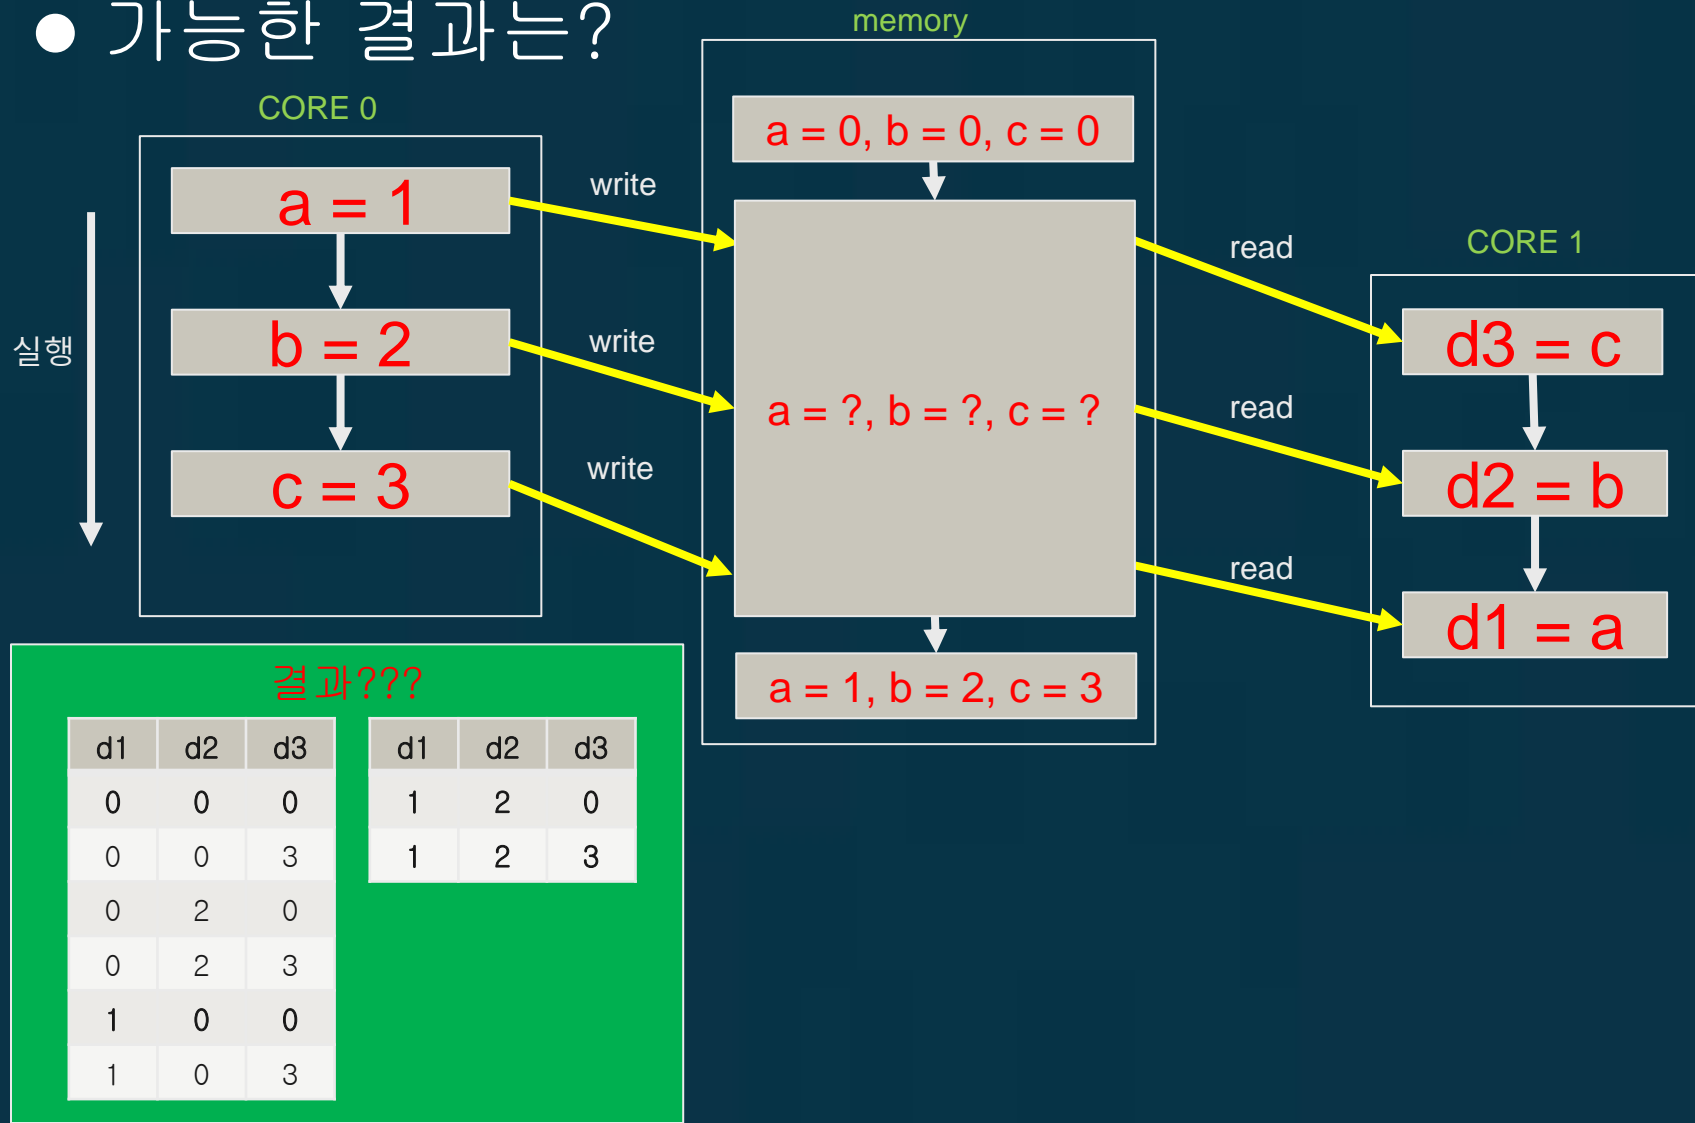 ● 가능한 결과는?
memory
CORE 0
a = 1
b = 2
c = 3
실행
write
write
write
a = 0, b = 0, c = 0
a = ?, b = ?, c = ?
a = 1, b = 2, c = 3
read
read
read
CORE 1
d3 = c
d2 = b
d1 = a
결과???
d1 d2 d3
0 0 0
0 0 3
0 2 0
0 2 3
1 0 0
1 0 3
d1 d2 d3
1 2 0
1 2 3